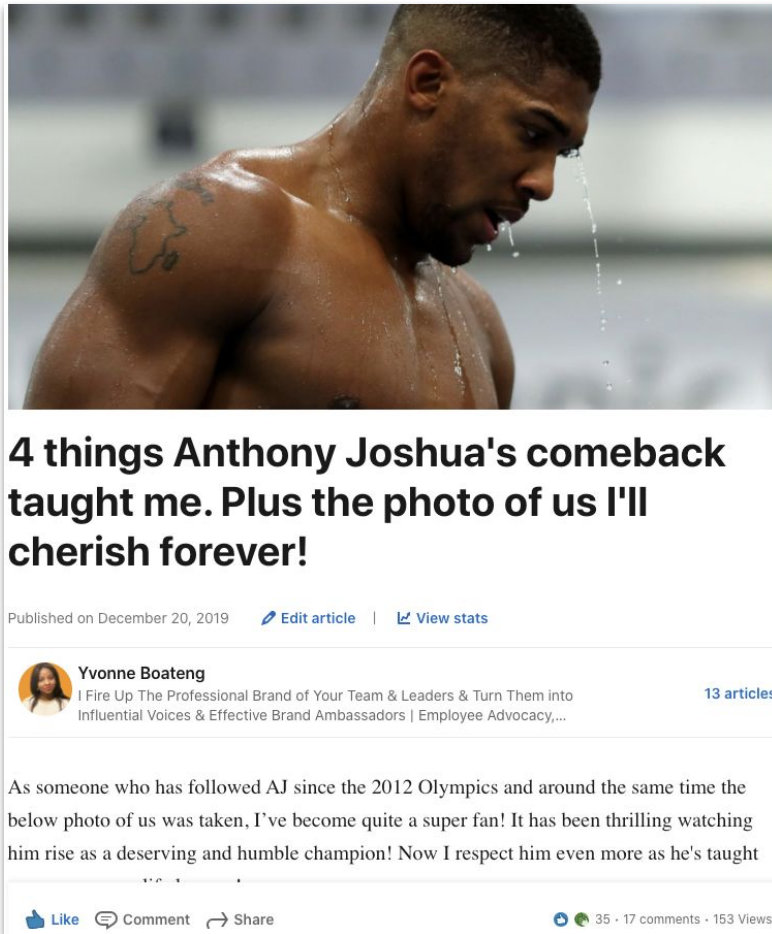 4 things Anthony Joshua's comeback
taught me. Plus the photo of us I'll
cherish forever!
Published on December 20, 2019 Edit article | View stats
Yvonne Boateng
I Fire Up The Professional Brand of Your Team & Leaders & Turn Them into
Influential Voices & Effective Brand Ambassadors | Employee Advocacy,...
13 articles
As someone who has followed AJ since the 2012 Olympics and around the same time the
below photo of us was taken, I've become quite a super fan! It has been thrilling watching
him rise as a deserving and humble champion! Now I respect him even more as he's taught
Like Comment Share 35 · 17 comments · 153 Views